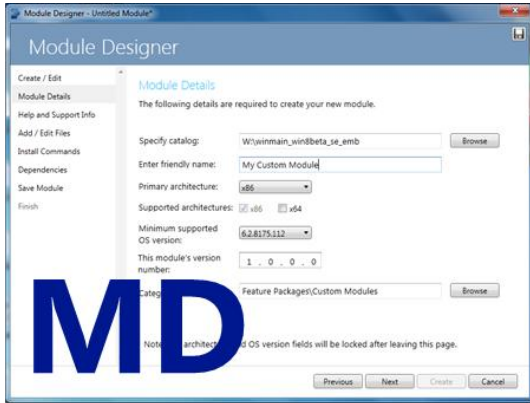 Module Designer - Untitled Module*
Module Designer
Create / Edit
Module Details
Help and Support Info
Add / Edit Files
Install Commands
Dependencies
Save Module
Finish
Module Details
The following details are required to create your new module.
Specify catalog: W:\winmain_win8beta_se_emb Browse
Enter friendly name: My Custom Module
Primary architecture: x86
Supported architectures: x86 x64
Minimum supported
OS version: 6.2.8175.112
This module's version
number: 1 . 0 . 0 . 0
Feature Packages\Custom Modules Browse
OS version fields will be locked after leaving this page.
MD
Previous Next Create Cancel